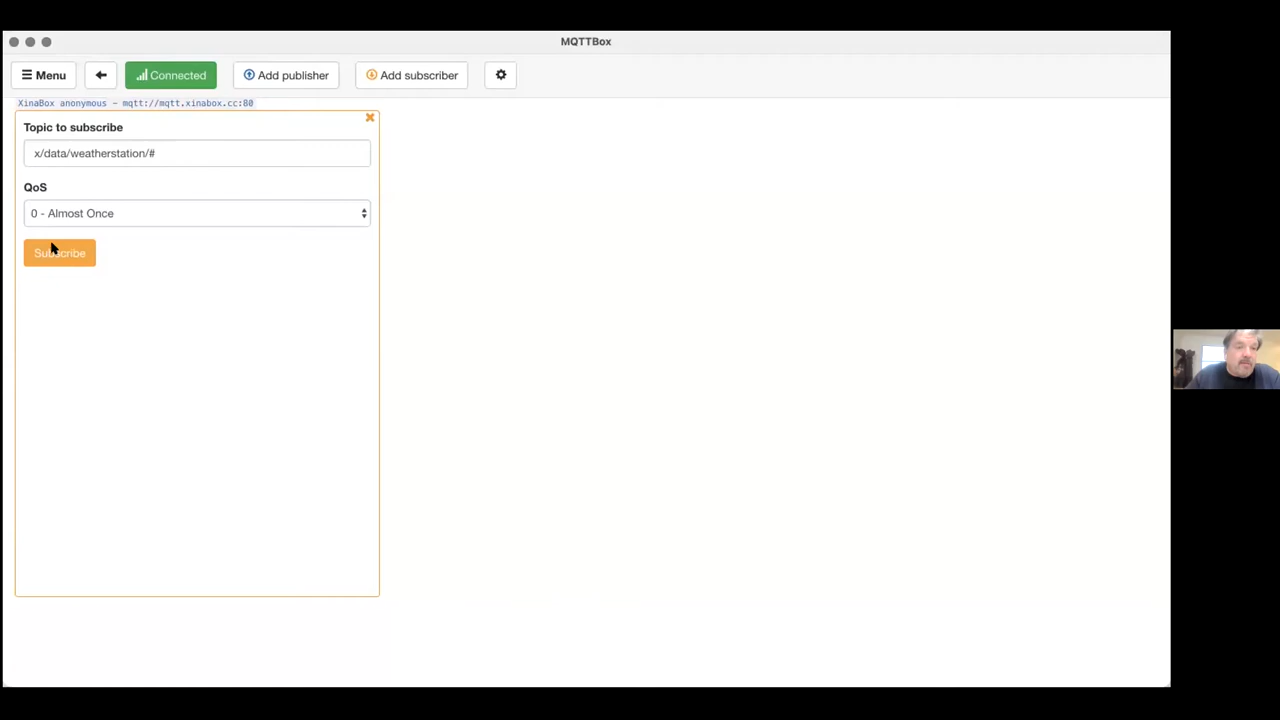 MQTTBox
Menu
Connected
Add publisher
Add subscriber
XinaBox anonymous - mqtt://mqtt.xinabox.cc:80
Topic to subscribe
x/data/weatherstation/#
QoS
0 - Almost Once
Subscribe